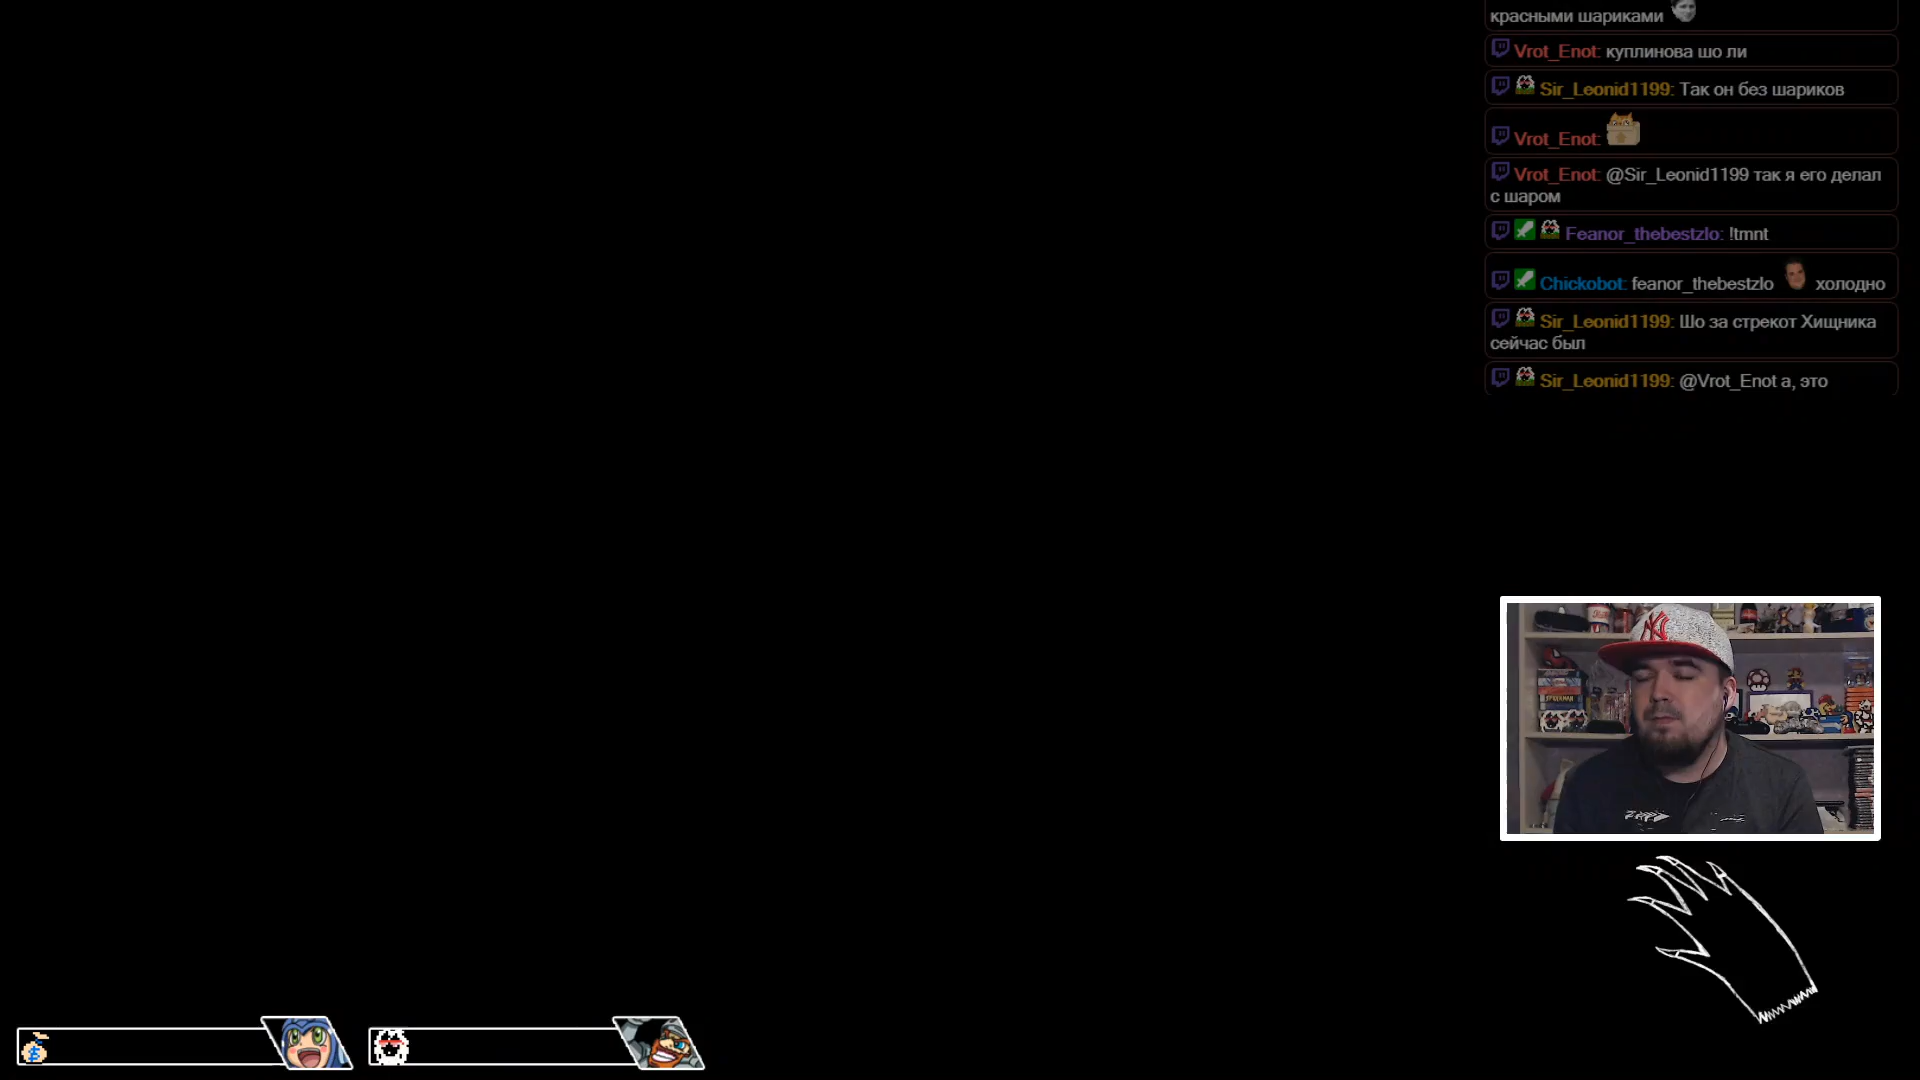 красными шариками
Vrot_Enot: куплинова шо ли
Sir_Leonid1199: Так он без шариков
Vrot_Enot:
Vrot_Enot: @Sir_Leonid1199 так я его делал
с шаром
Feanor_thebestzlo: !tmnt
Chickobot: feanor_thebestzlo холодно
Sir_Leonid1199: Шо за стрекот Хищника
сейчас был
Sir_Leonid1199: @Vrot_Enot а, это
NY